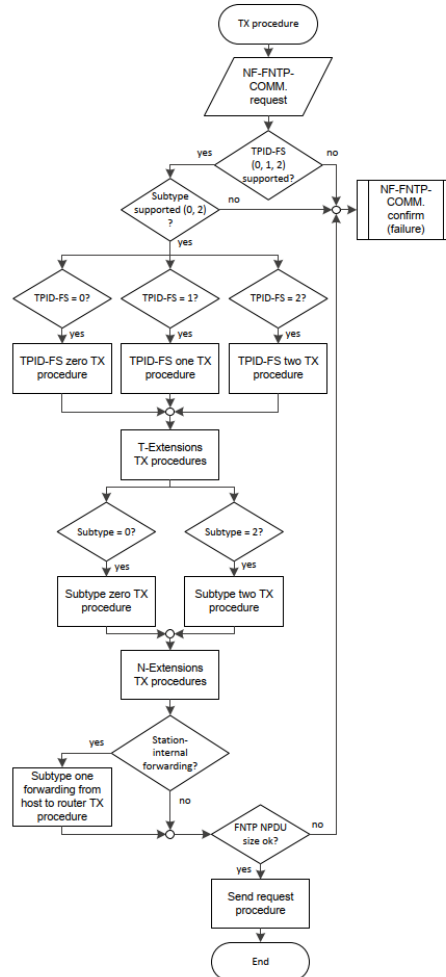 TX procedure
NF-FNTP-
COMM.
request
TPID-FS
(0, 1, 2)
supported?
yes
no
Subtype
supported (0, 2)
?
no
yes
NF-FNTP-
COMM.
confirm
(failure)
TPID-FS = 0?
TPID-FS = 1?
TPID-FS = 2?
yes
yes
yes
TPID-FS zero TX
procedure
TPID-FS one TX
procedure
TPID-FS two TX
procedure
T-Extensions
TX procedures
Subtype = 0?
Subtype = 2?
yes
yes
Subtype zero TX
procedure
Subtype two TX
procedure
N-Extensions
TX procedures
Station-
internal
forwarding?
yes
no
Subtype one
forwarding from
host to router TX
procedure
FNTP NPDU
size ok?
no
yes
Send request
procedure
End